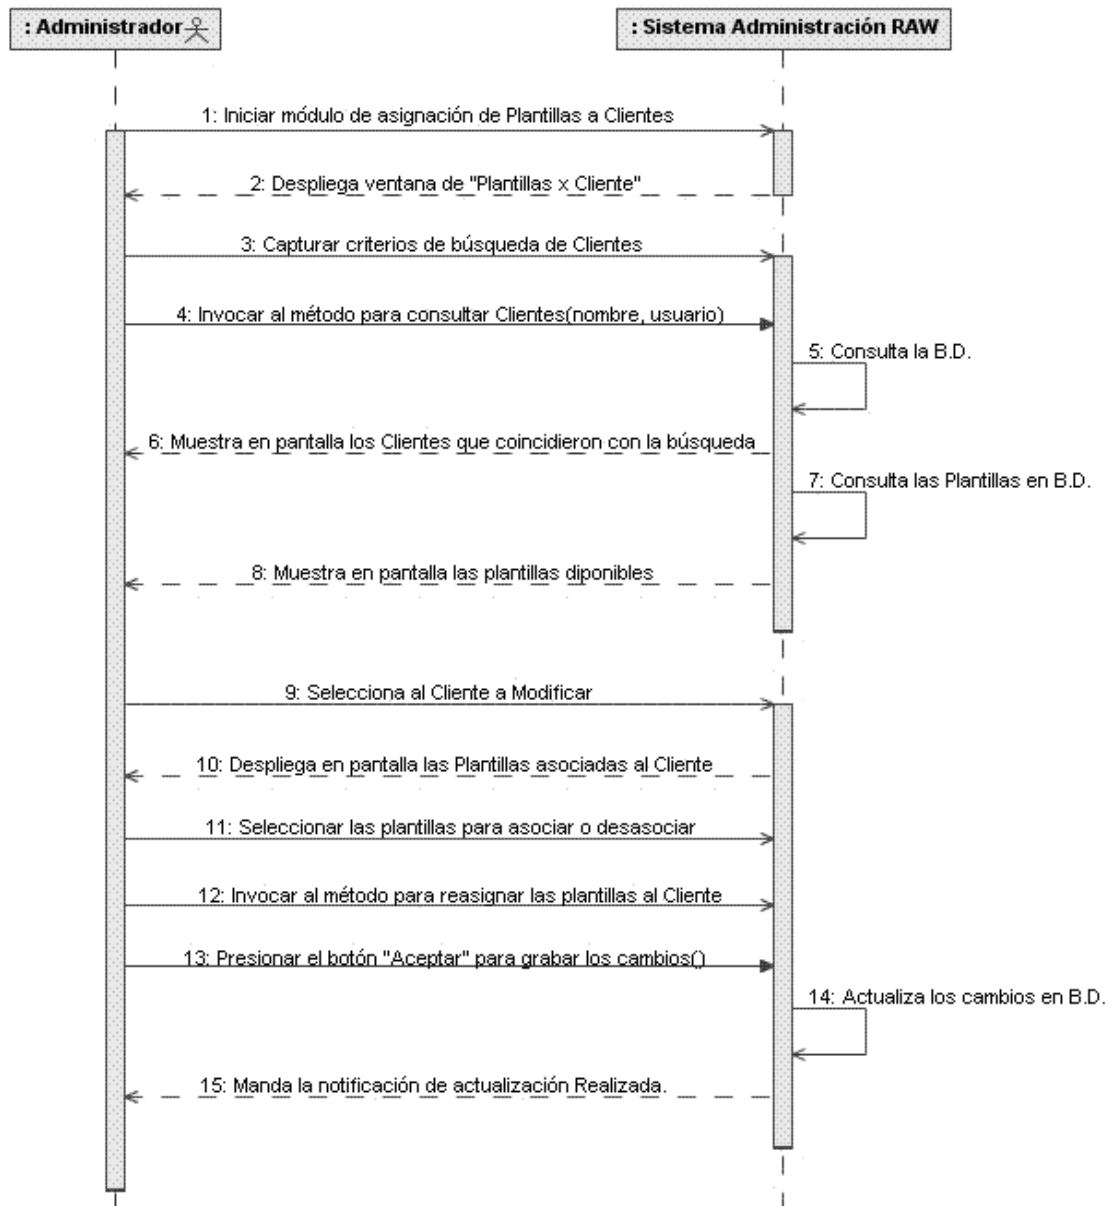 : Administrador
: Sistema Administración RAW
1: Iniciar módulo de asignación de Plantillas a Clientes
2: Despliega ventana de "Plantillas x Cliente"
3: Capturar criterios de búsqueda de Clientes
4: Invocar al método para consultar Clientes(nombre, usuario)
5: Consulta la B.D.
6: Muestra en pantalla los Clientes que coincidieron con la búsqueda
7: Consulta las Plantillas en B.D.
8: Muestra en pantalla las plantillas diponibles
9: Selecciona al Cliente a Modificar
10: Despliega en pantalla las Plantillas asociadas al Cliente
11: Seleccionar las plantillas para asociar o desasociar
12: Invocar al método para reasignar las plantillas al Cliente
13: Presionar el botón "Aceptar" para grabar los cambios()
14: Actualiza los cambios en B.D.
15: Manda la notificación de actualización Realizada.